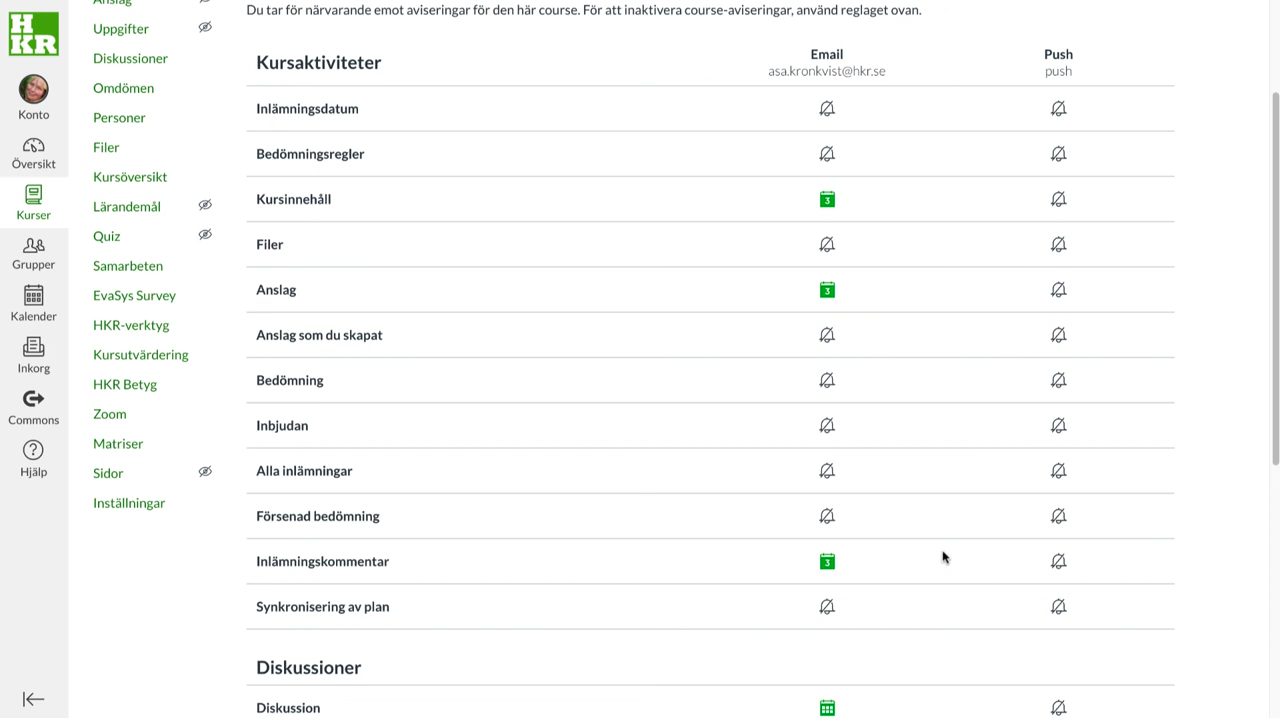 HKR
Konto
Översikt
Kurser
Grupper
Kalender
Inkorg
Commons
Hjälp
Anslag
Uppgifter
Diskussioner
Omdömen
Personer
Filer
Kursöversikt
Lärandemål
Quiz
Samarbeten
EvaSys Survey
HKR-verktyg
Kursutvärdering
HKR Betyg
Zoom
Matriser
Sidor
Inställningar
Du tar för närvarande emot aviseringar för den här course. För att inaktivera course-aviseringar, använd reglaget ovan.
Kursaktiviteter Email Push
asa.kronkvist@hkr.se push
Inlämningsdatum
Bedömningsregler
Kursinnehåll 3
Filer
Anslag 3
Anslag som du skapat
Bedömning
Inbjudan
Alla inlämningar
Försenad bedömning
Inlämningskommentar 3
Synkronisering av plan
Diskussioner
Diskussion